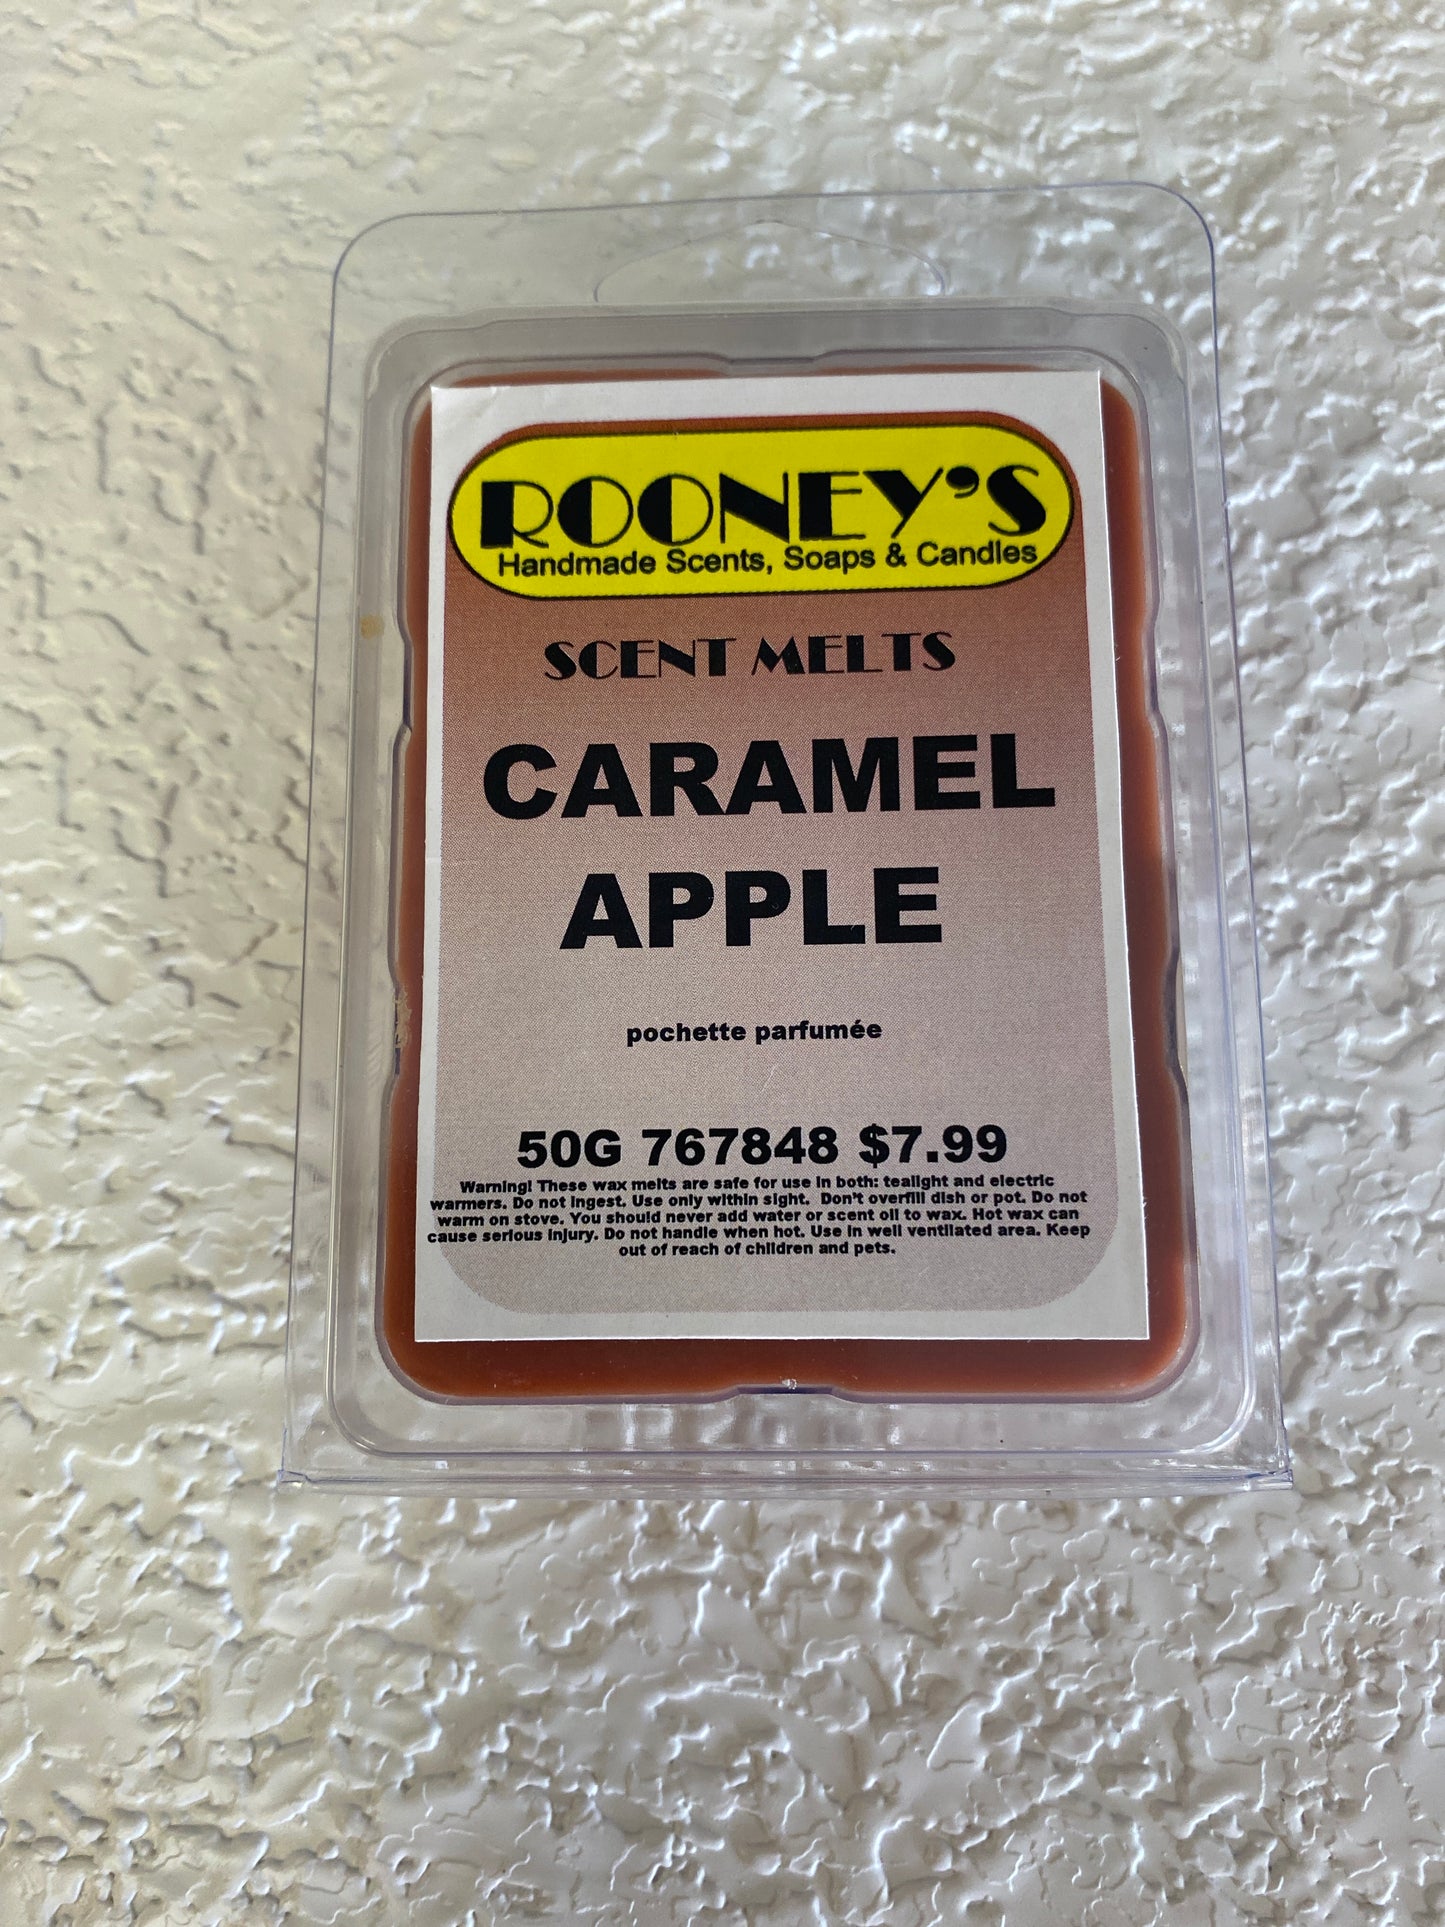 ROONEY'S
Handmade Scents, Soaps & Candles
SCENT MELTS
CARAMEL
APPLE
pochette parfumée
50G 767848 $7.99
Warning! These wax melts are safe for use in both: tealight and electric
warmers. Do not ingest. Use only within sight. Don't overfill dish or pot. Do not
warm on stove. You should never add water or scent oil to wax. Hot wax can
cause serious injury. Do not handle when hot. Use in well ventilated area. Keep
out of reach of children and pets.